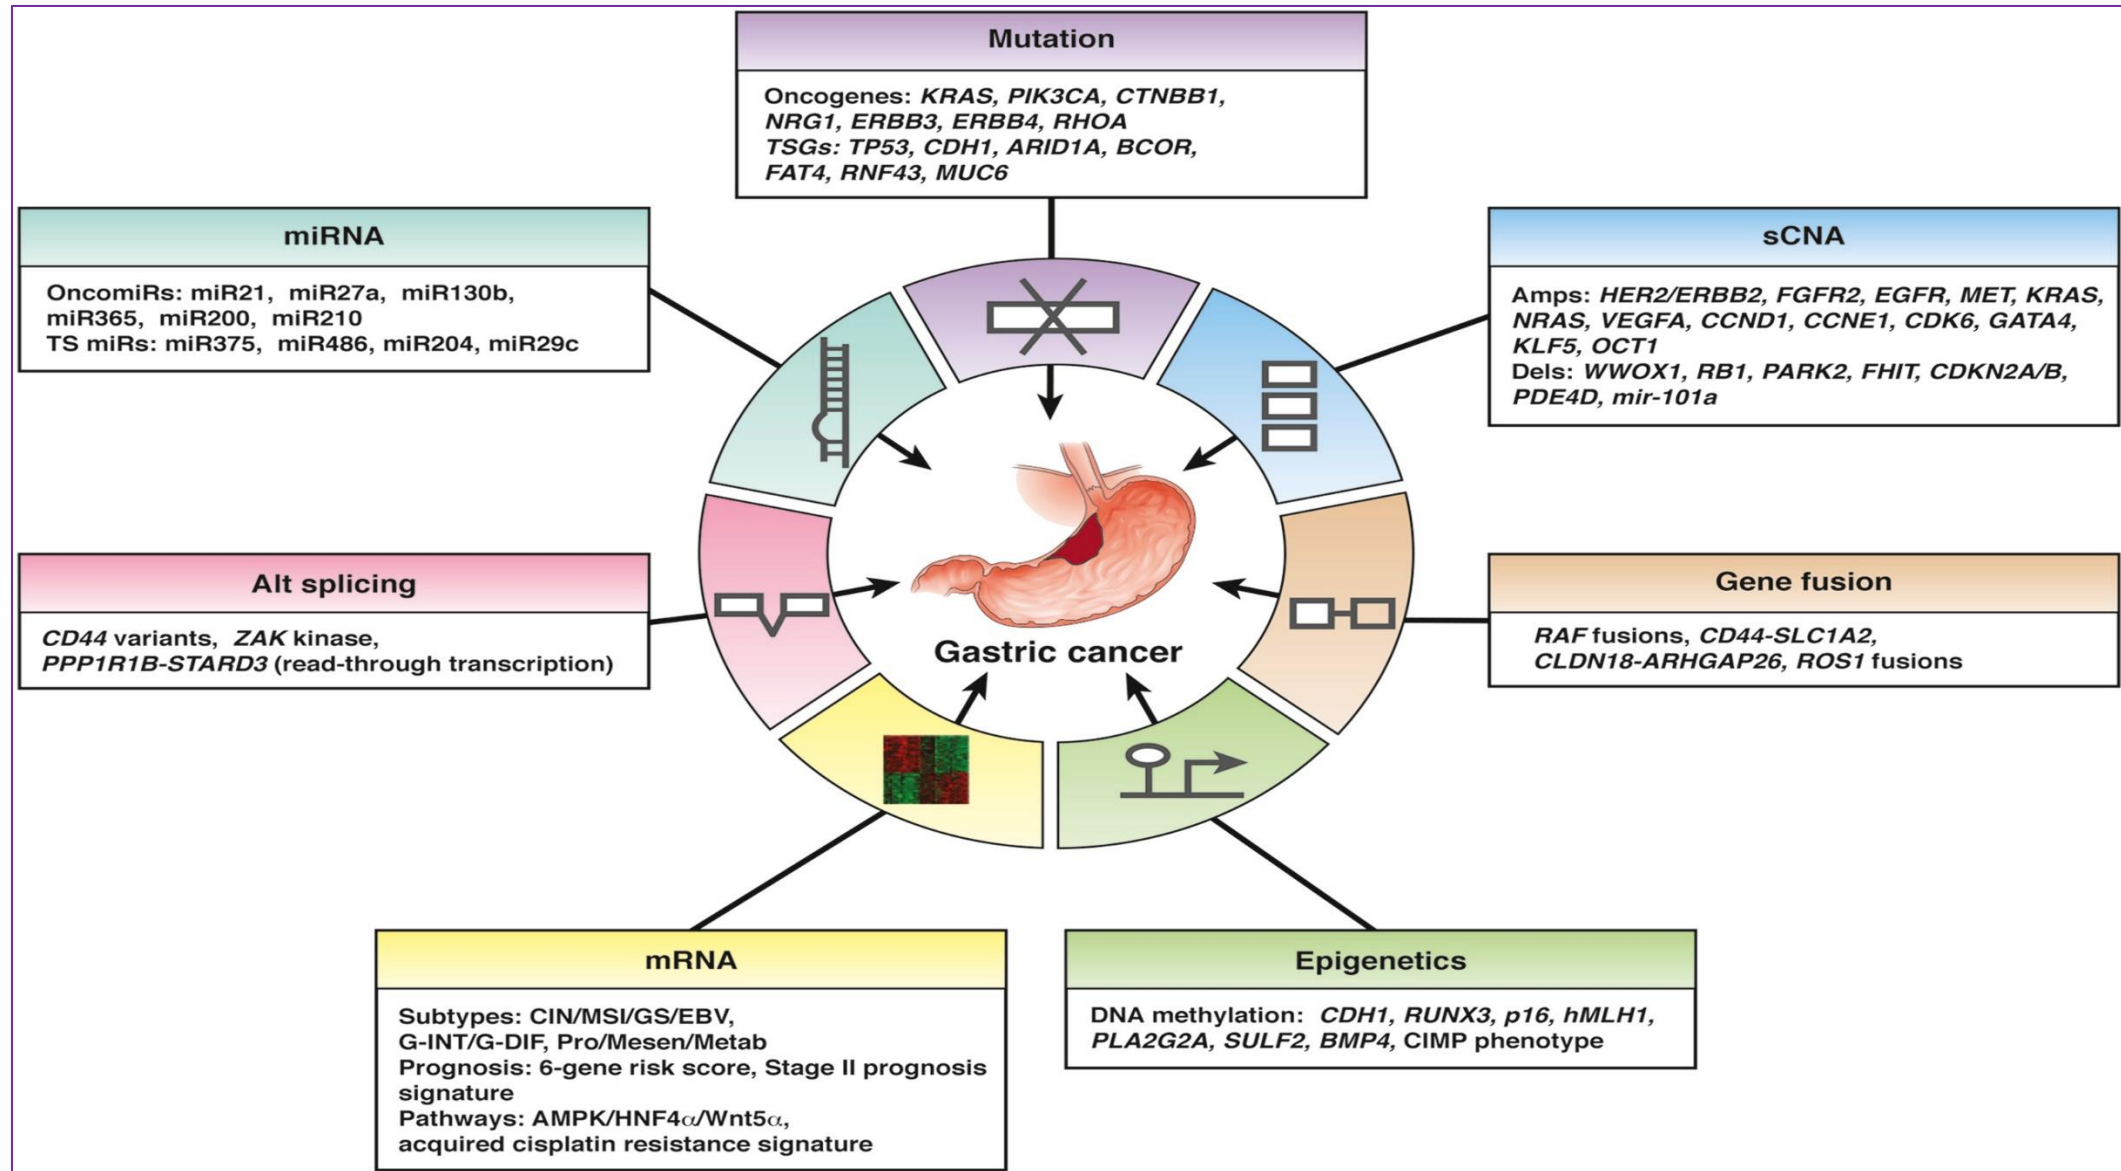 Mutation
Oncogenes: KRAS, PIK3CA, CTNBB1,
NRG1, ERBB3, ERBB4, RHOA
TSGs: TP53, CDH1, ARID1A, BCOR,
FAT4, RNF43, MUC6
miRNA
OncomiRs: miR21, miR27a, miR130b,
miR365, miR200, miR210
TS miRs: miR375, miR486, miR204, miR29c
sCNA
Amps: HER2/ERBB2, FGFR2, EGFR, MET, KRAS,
NRAS, VEGFA, CCND1, CCNE1, CDK6, GATA4,
KLF5, OCT1
Dels: WWOX1, RB1, PARK2, FHIT, CDKN2A/B,
PDE4D, mir-101a
Alt splicing
CD44 variants, ZAK kinase,
PPP1R1B-STARD3 (read-through transcription)
Gastric cancer
Gene fusion
RAF fusions, CD44-SLC1A2,
CLDN18-ARHGAP26, ROS1 fusions
mRNA
Subtypes: CIN/MSI/GS/EBV,
G-INT/G-DIF, Pro/Mesen/Metab
Prognosis: 6-gene risk score, Stage II prognosis
signature
Pathways: AMPK/HNF4α/Wnt5α,
acquired cisplatin resistance signature
Epigenetics
DNA methylation: CDH1, RUNX3, p16, hMLH1,
PLA2G2A, SULF2, BMP4, CIMP phenotype